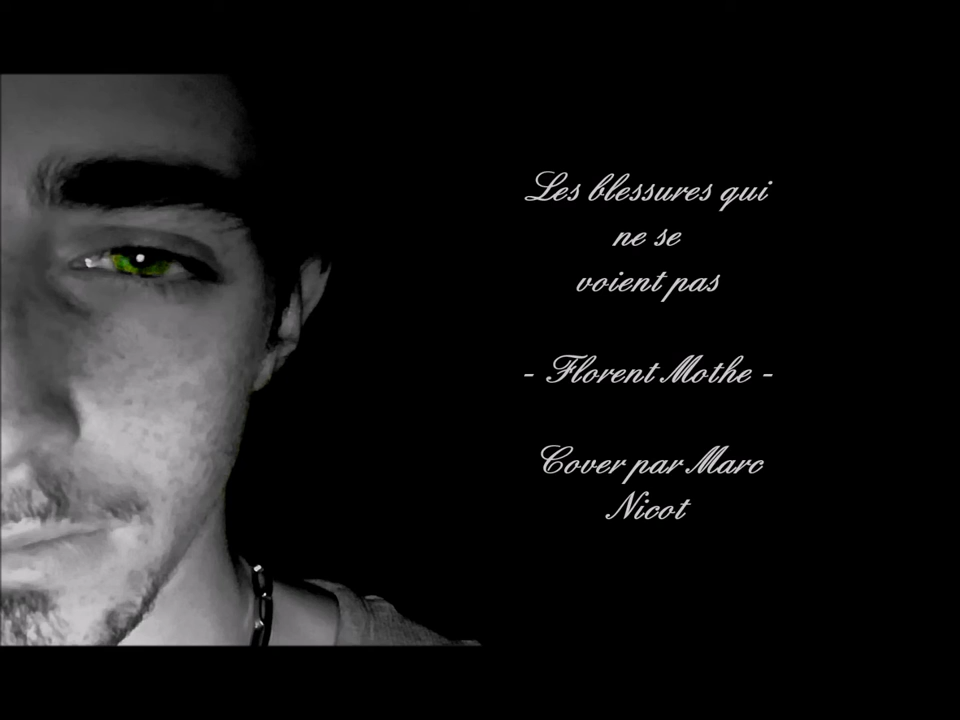 Les blessures qui
ne se
voient pas
- Florent Mothe -
Cover par Marc
Nicot